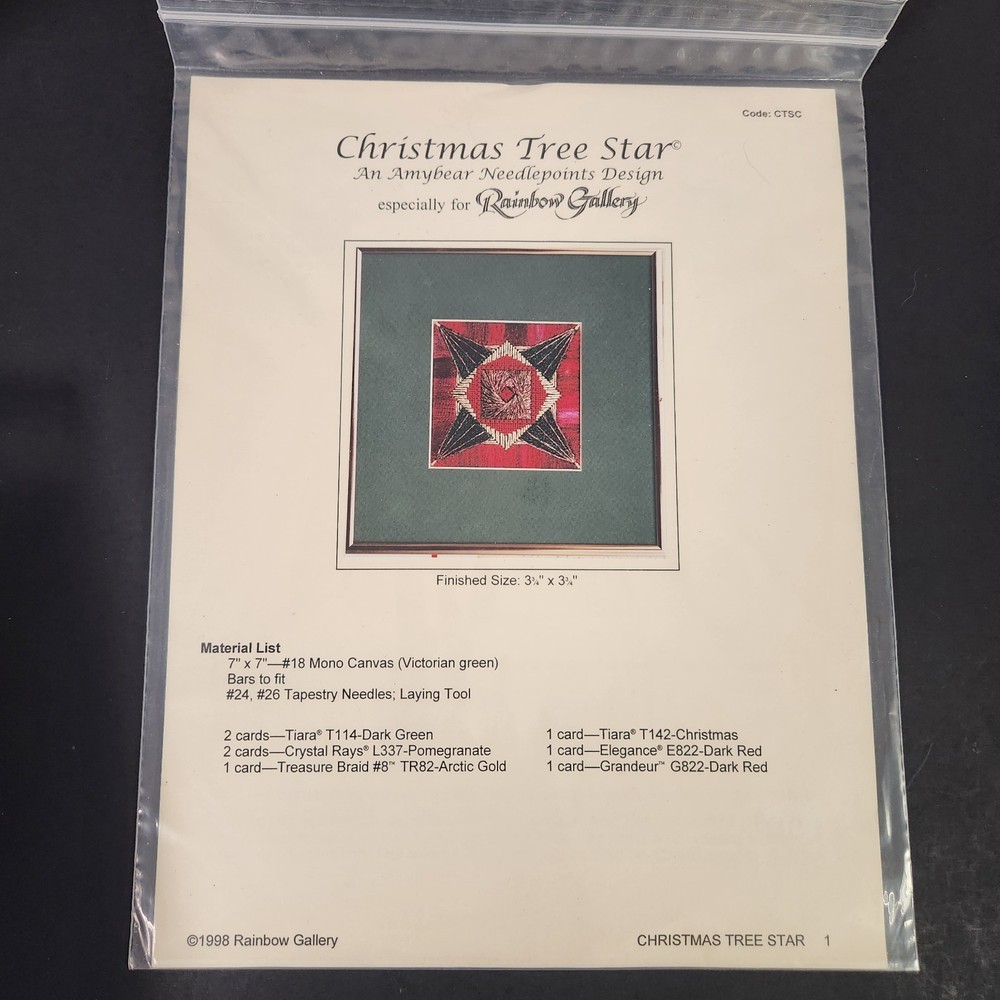 Code: CTSC
Christmas Tree Star©
An Amybear Needlepoints Design
especially for Rainbow Gallery
Finished Size: 3¾" x 3¾"
Material List
7" x 7"—#18 Mono Canvas (Victorian green)
Bars to fit
#24, #26 Tapestry Needles; Laying Tool
2 cards—Tiara® T114-Dark Green
2 cards—Crystal Rays® L337-Pomegranate
1 card—Treasure Braid #8™ TR82-Arctic Gold
1 card—Tiara® T142-Christmas
1 card—Elegance® E822-Dark Red
1 card—Grandeur™ G822-Dark Red
©1998 Rainbow Gallery
CHRISTMAS TREE STAR 1